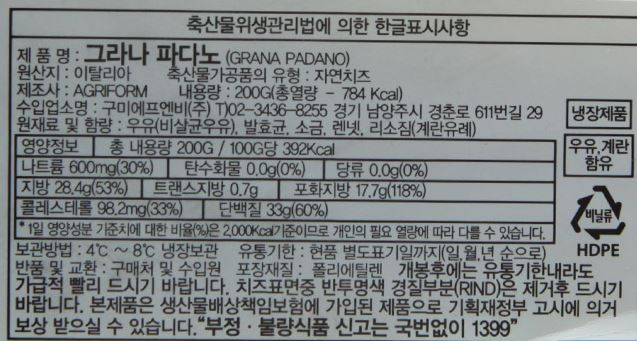 축산물위생관리법에 의한 한글표시사항
제 품 명 : 그라나 파다노 (GRANA PADANO)
원산지 : 이탈리아 축산물가공품의 유형 : 자연치즈
제조사 : AGRIFORM 내용량 : 200G(총열량 - 784 Kcal)
수입업소명 : 구미에프엔비(주) T)02-3436-8255 경기 남양주시 경춘로 611번길 29
원재료 및 함량 : 우유(비살균우유), 발효균, 소금, 렌넷, 리소짐(계란유래)
냉장제품
영양정보 총 내용량 200G / 100G당 392Kcal
나트륨 600mg(30%) 탄수화물 0.0g(0%) 당류 0.0g(0%)
지방 28.4g(53%) 트랜스지방 0.7g 포화지방 17.7g(118%)
콜레스테롤 98.2mg(33%) 단백질 33g(60%)
* 1일 영양성분 기준치에 대한 비율(%)은 2,000Kcal기준이므로 개인의 필요 열량에 따라 다를 수 있습니다.
우유,계란
함유
비닐류
HDPE
보관방법 : 4℃ ~ 8℃ 냉장보관 유통기한 : 현품 별도표기일까지(일,월,년 순으로)
반품 및 교환 : 구매처 및 수입원 포장재질 : 폴리에틸렌 개봉후에는 유통기한내라도
가급적 빨리 드시기 바랍니다. 치즈표면중 반투명색 경질부분(RIND)은 제거후 드시기
바랍니다. 본제품은 생산물배상책임보험에 가입된 제품으로 기획재정부 고시에 의거
보상 받으실 수 있습니다. "부정 · 불량식품 신고는 국번없이 1399"